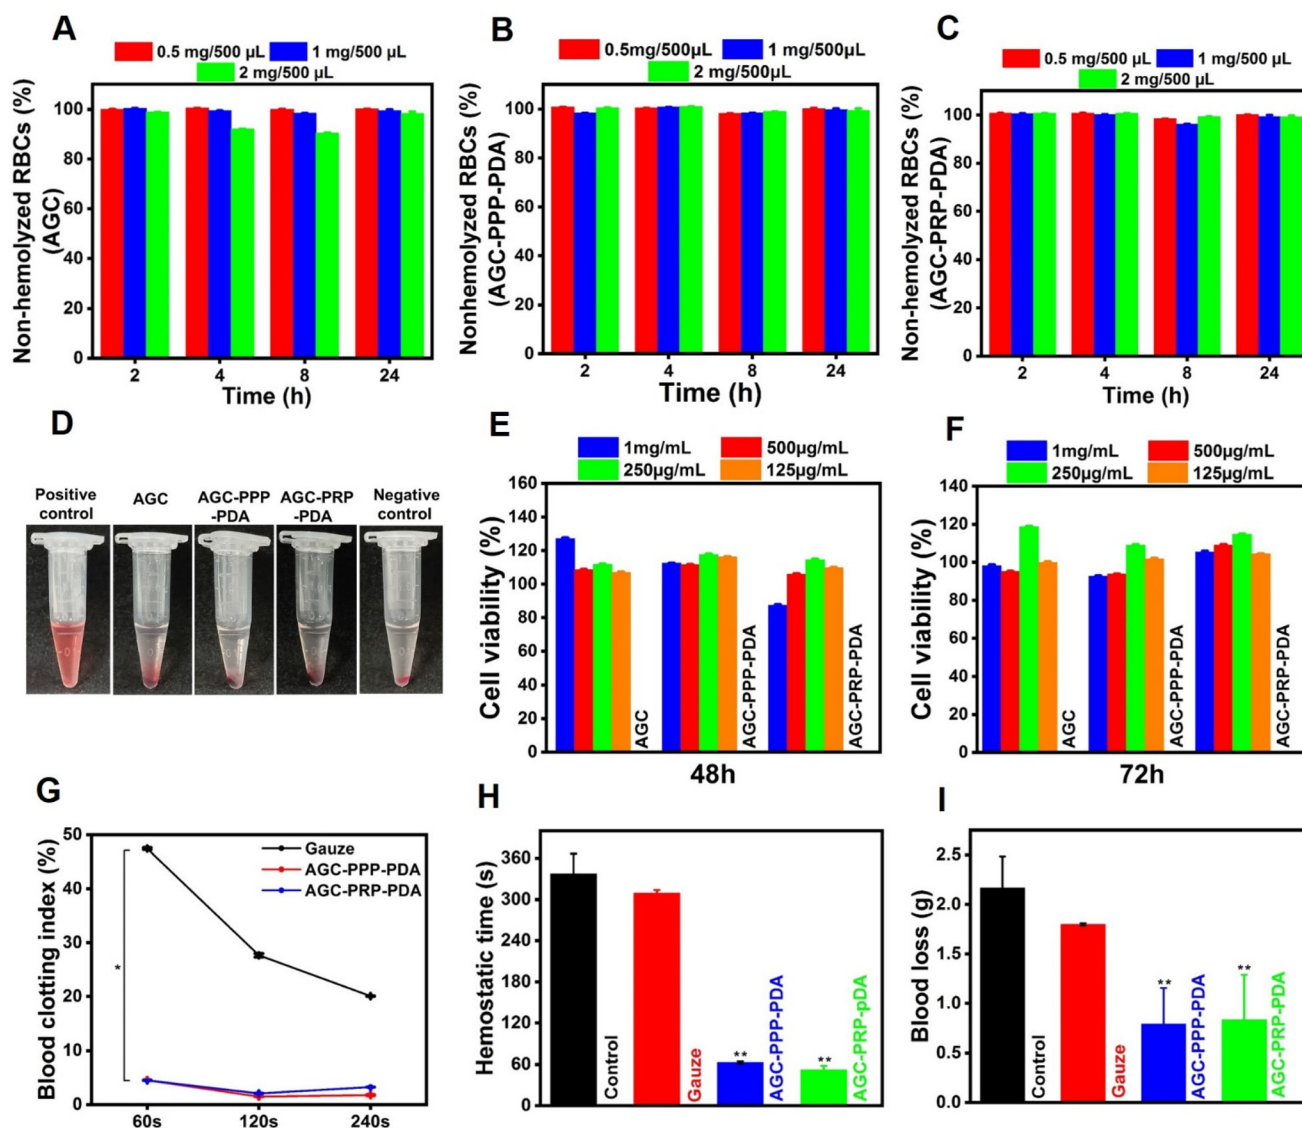 A
0.5 mg/500 µL 1 mg/500 µL
2 mg/500 µL
Non-hemolyzed RBCs (%)
(AGC)
100
80
60
40
20
0
2 4 8 24
Time (h)
B
0.5mg/500µL 1 mg/500µL
2 mg/500µL
Nonhemolyzed RBCs (%)
(AGC-PPP-PDA)
100
80
60
40
20
0
2 4 8 24
Time (h)
C
0.5 mg/500 µL 1 mg/500 µL
2 mg/500 µL
Non-hemolyzed RBCs (%)
(AGC-PRP-PDA)
100
80
60
40
20
0
2 4 8 24
Time (h)
D
Positive
control
AGC
AGC-PPP
-PDA
AGC-PRP
-PDA
Negative
control
E
1mg/mL 500µg/mL
250µg/mL 125µg/mL
Cell viability (%)
160
140
120
100
80
60
40
20
0
AGC
AGC-PPP-PDA
AGC-PRP-PDA
48h
F
1mg/mL 500µg/mL
250µg/mL 125µg/mL
Cell viability (%)
140
120
100
80
60
40
20
0
AGC
AGC-PPP-PDA
AGC-PRP-PDA
72h
G
Blood clotting index (%)
50
40
30
20
10
0
Gauze
AGC-PPP-PDA
AGC-PRP-PDA
*
60s 120s 240s
H
Hemostatic time (s)
360
300
240
180
120
60
0
Control
Gauze
**
AGC-PPP-PDA
**
AGC-PRP-pDA
I
Blood loss (g)
2.5
2.0
1.5
1.0
0.5
0.0
Control
Gauze
**
AGC-PPP-PDA
**
AGC-PRP-PDA